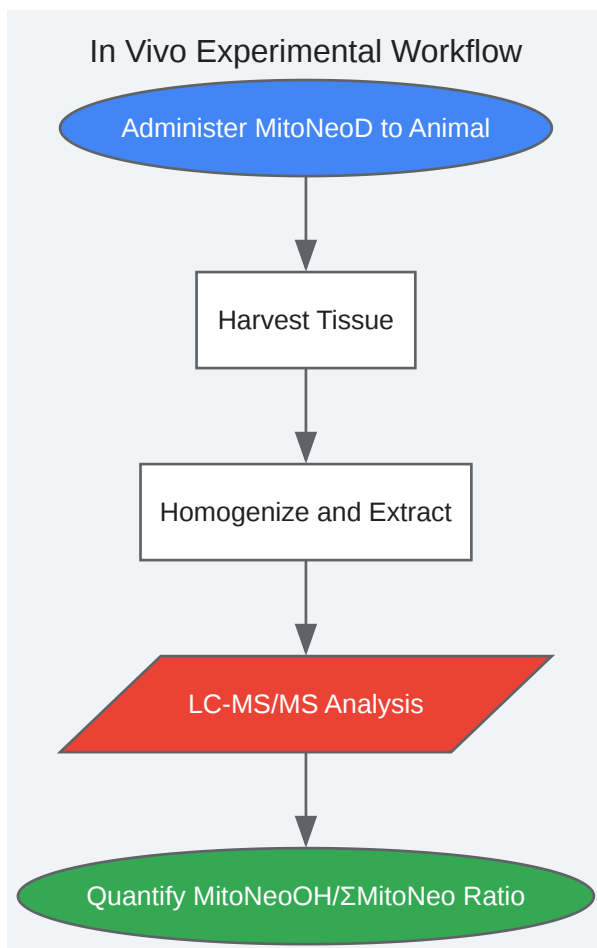 In Vivo Experimental Workflow
Administer MitoNeoD to Animal
Harvest Tissue
Homogenize and Extract
LC-MS/MS Analysis
Quantify MitoNeoOH/ΣMitoNeo Ratio